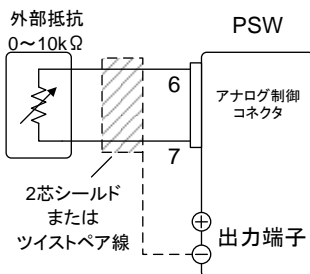 外部抵抗
0～10kΩ
PSW
6
7
アナログ制御
コネクタ
2芯シールド
または
ツイストペア線
出力端子